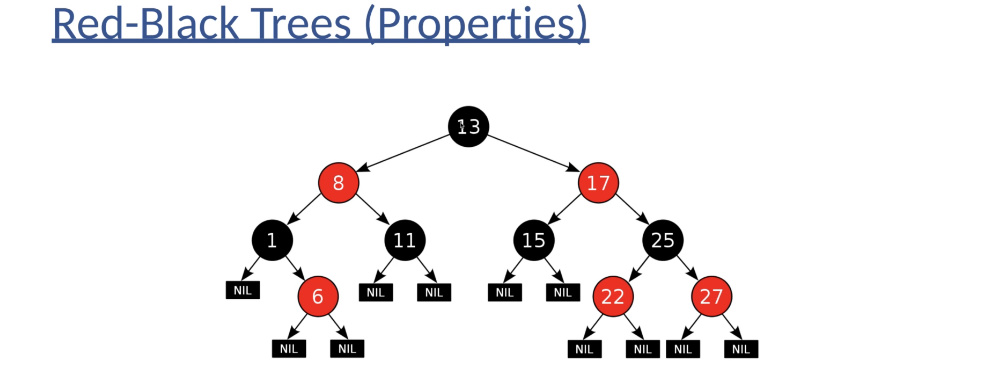 Red-Black Trees (Properties)
13
8 17
1 11 15 25
NIL 6 NIL NIL NIL NIL 22 27
NIL NIL NIL NIL NIL NIL